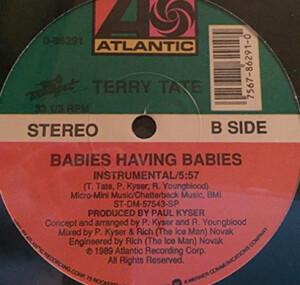 0-86291
ATLANTIC
7567-86291-0
TERRY TATE
33 1/3 RPM
STEREO
B SIDE
BABIES HAVING BABIES
INSTRUMENTAL/5:57
(T. Tate, P. Kyser, R. Youngblood)
Micro-Mini Music/Chatterback Music, BMI
ST-DM-57543-SP
PRODUCED BY PAUL KYSER
Concept and arranged by P. Kyser and R. Youngblood
Mixed by P. Kyser & Rich (The Ice Man) Novak
Engineered by Rich (The Ice Man) Novak
℗ © 1989 Atlantic Recording Corp.
All Rights Reserved.
A WARNER COMMUNICATIONS COMPANY